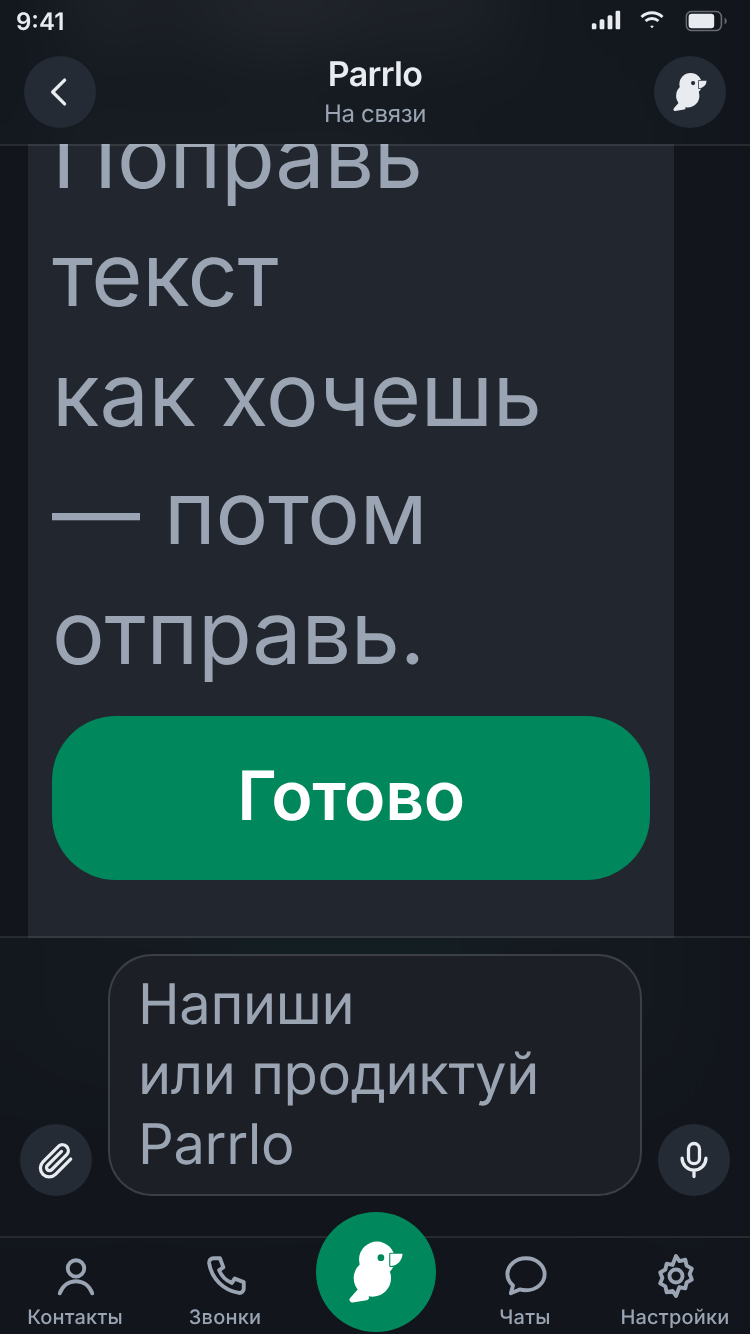 9:41
Parrlo
На связи
Поправь
текст
как хочешь
— потом
отправь.
Готово
Напиши
или продиктуй
Parrlo
Контакты
Звонки
Чаты
Настройки